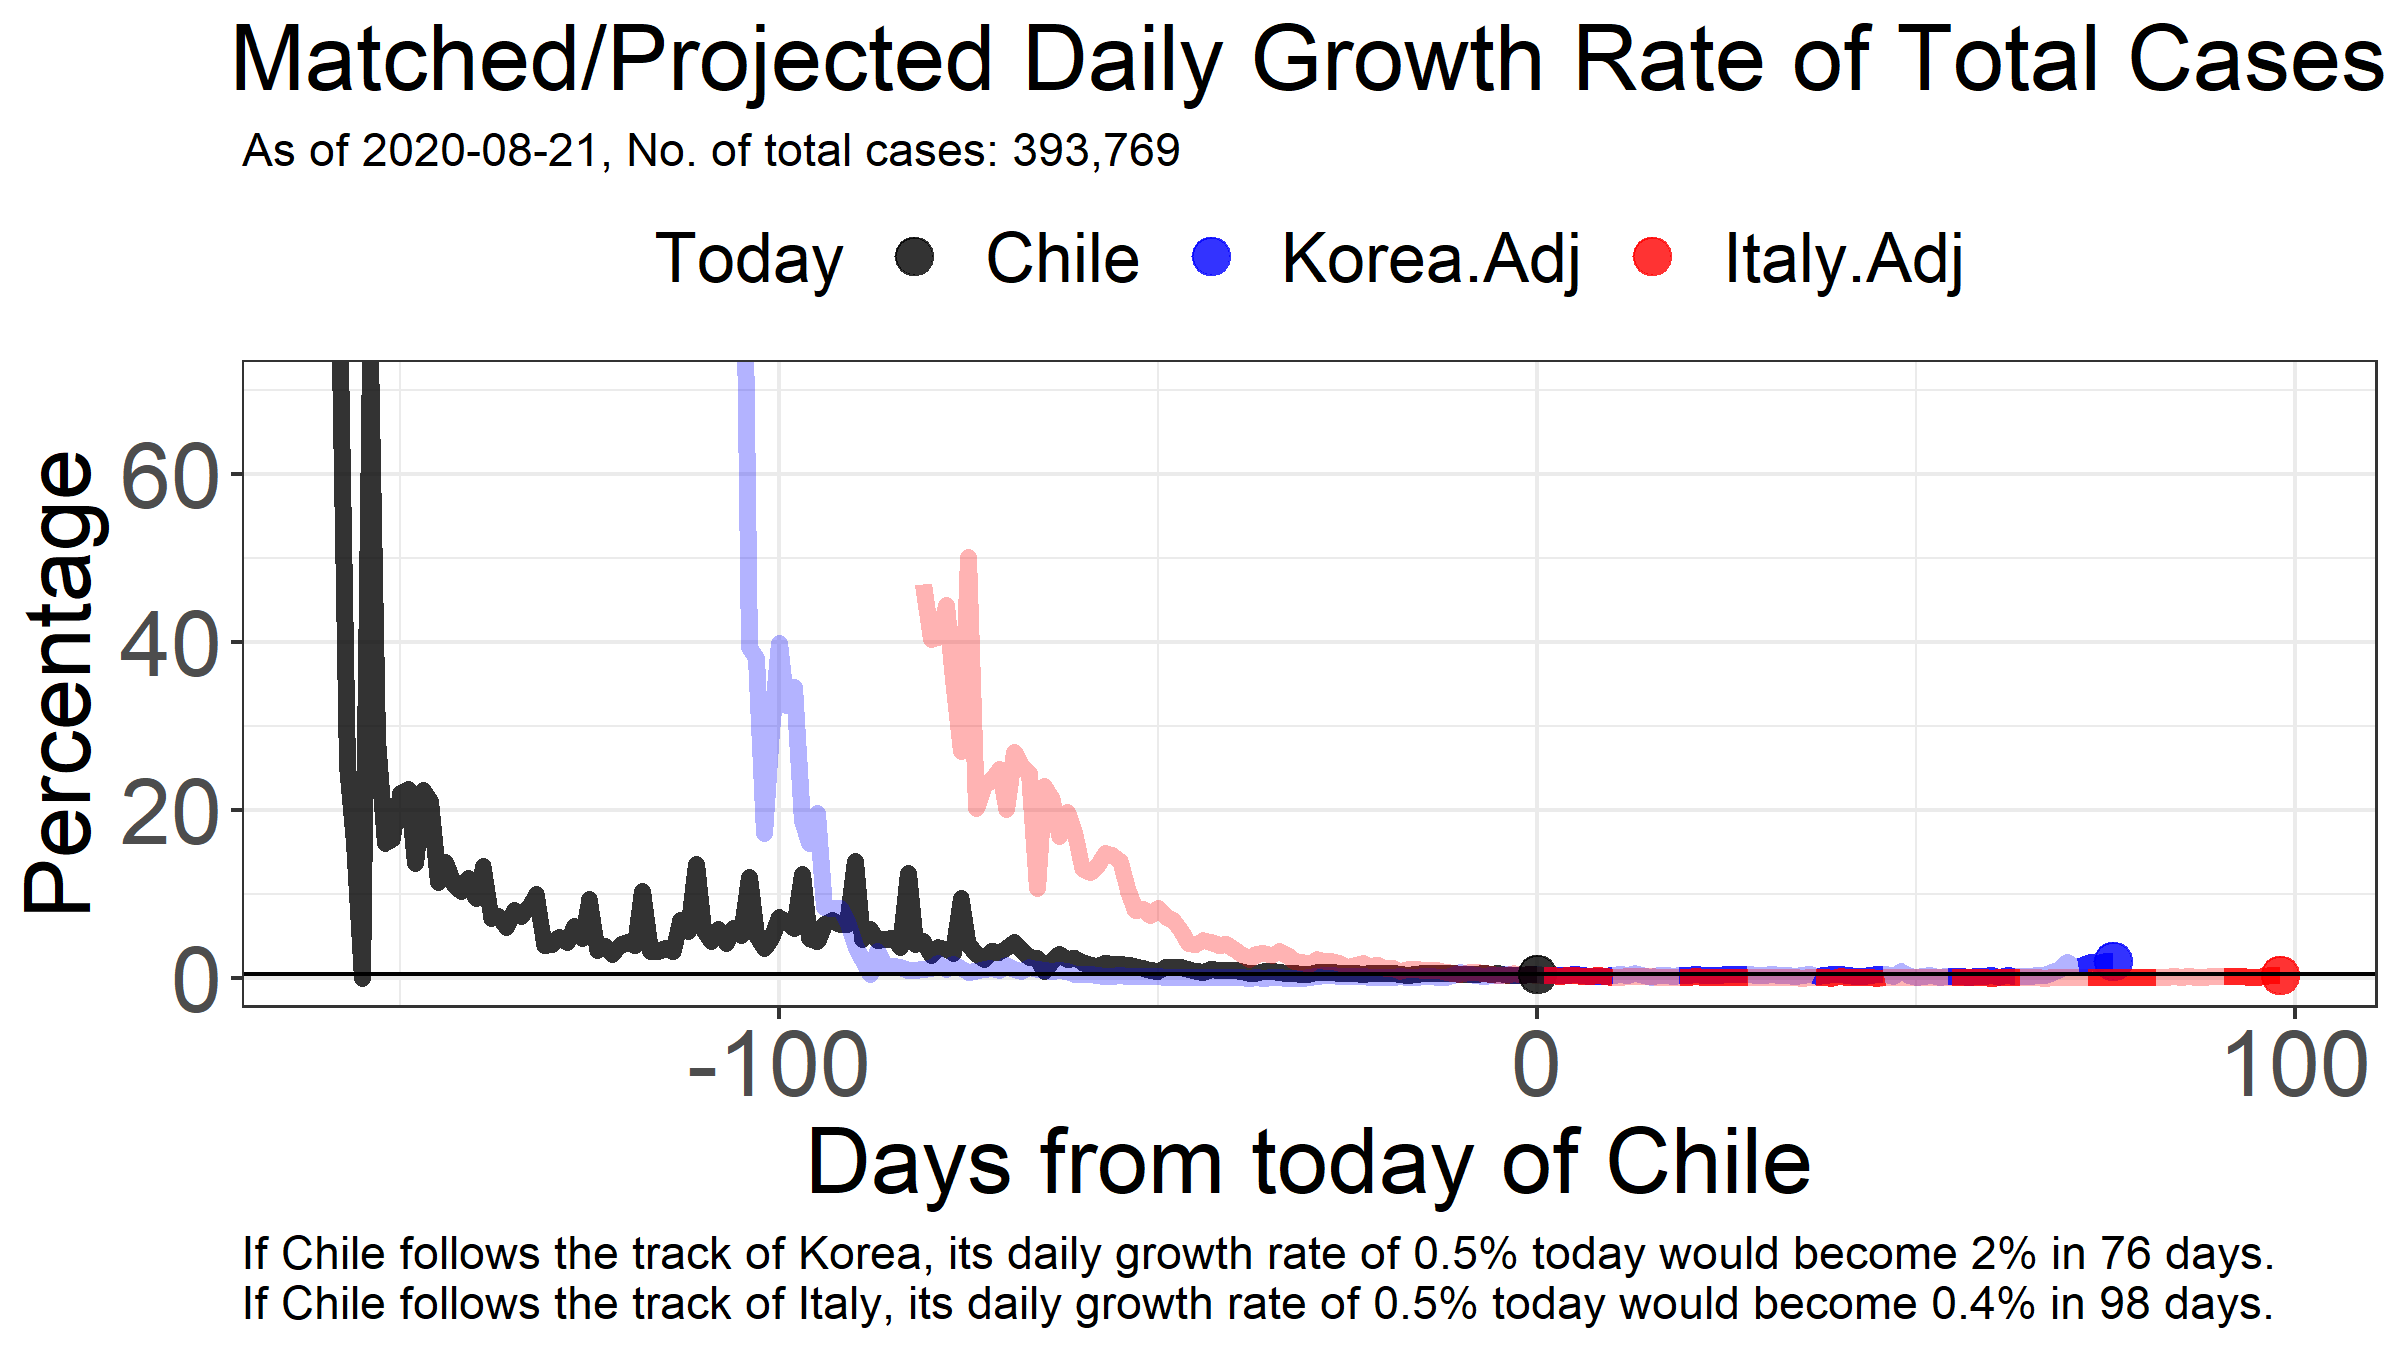 Matched/Projected Daily Growth Rate of Total Cases
As of 2020-08-21, No. of total cases: 393,769
Today Chile Korea.Adj Italy.Adj
Percentage
60
40
20
0
-100 0 100
Days from today of Chile
If Chile follows the track of Korea, its daily growth rate of 0.5% today would become 2% in 76 days.
If Chile follows the track of Italy, its daily growth rate of 0.5% today would become 0.4% in 98 days.